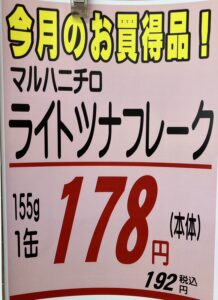 今月のお買得品！
マルハニチロ
ライトツナフレーク
155g
1缶
178円
(本体)
192税込円